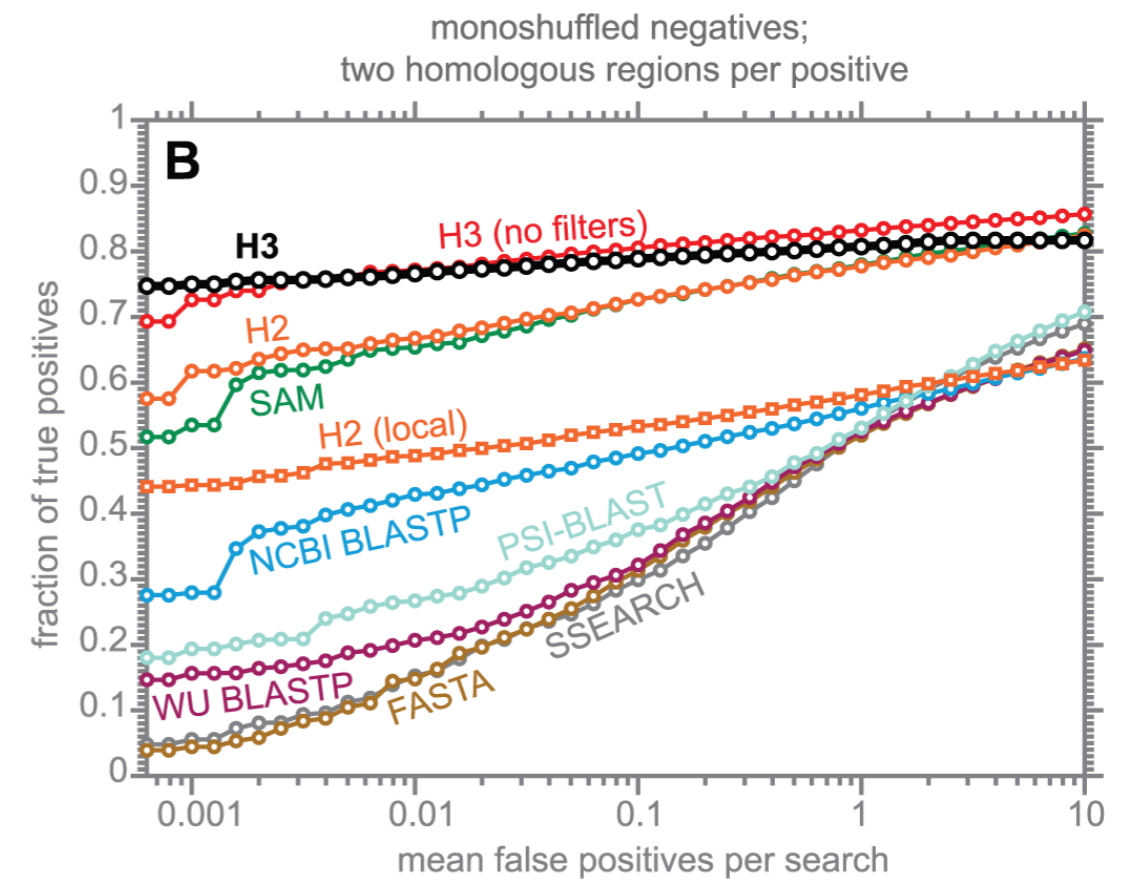 monoshuffled negatives;
two homologous regions per positive
B
1
0.9
0.8
0.7
0.6
0.5
0.4
0.3
0.2
0.1
0
fraction of true positives
H3
H3 (no filters)
H2
SAM
H2 (local)
NCBI BLASTP
PSI-BLAST
SSEARCH
WU BLASTP
FASTA
0.001 0.01 0.1 1 10
mean false positives per search